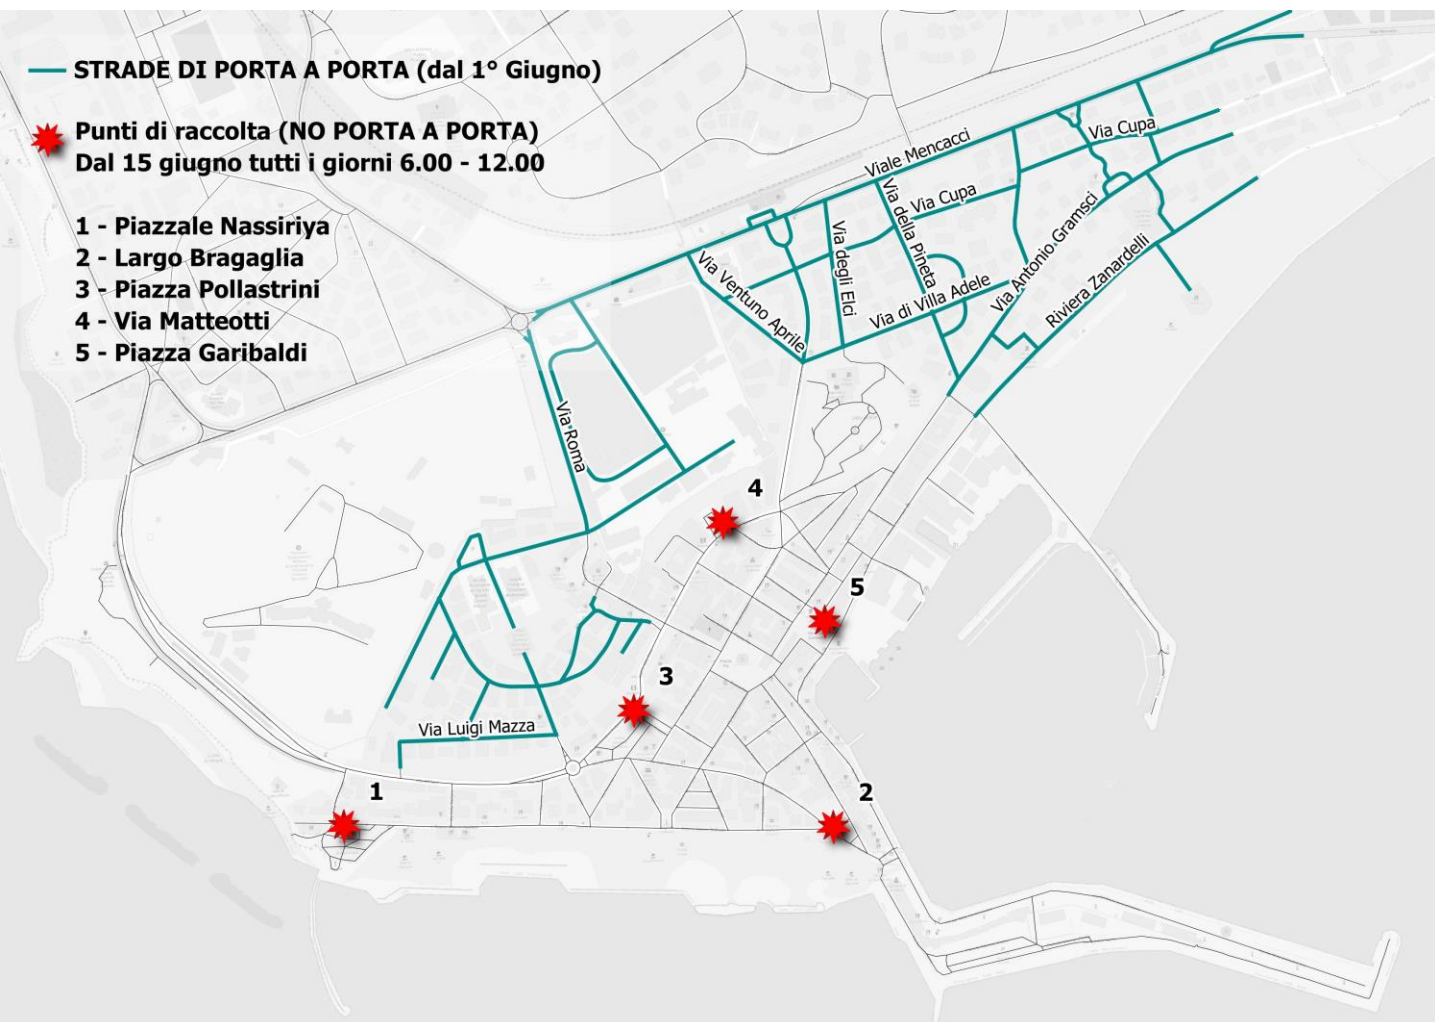 STRADE DI PORTA A PORTA (dal 1° Giugno)
Punti di raccolta (NO PORTA A PORTA)
Dal 15 giugno tutti i giorni 6.00 - 12.00
1 - Piazzale Nassiriya
2 - Largo Bragaglia
3 - Piazza Pollastrini
4 - Via Matteotti
5 - Piazza Garibaldi
Via Cupa
Viale Mencacci
Via Cupa
Via della Pineta
Via degli Elci
Via Antonio Gramsci
Riviera Zanardelli
Via Ventuno Aprile
Via di Villa Adele
Via Roma
4
5
3
Via Luigi Mazza
1
2